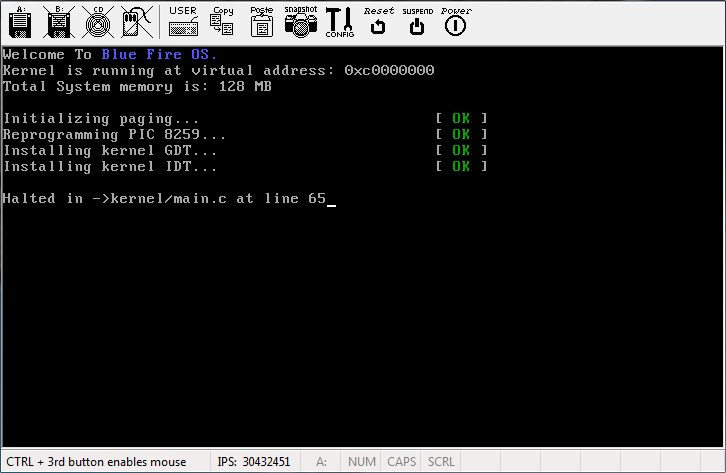 A: B: CD USER Copy Paste snapshot CONFIG Reset SUSPEND Power
Welcome To Blue Fire OS.
Kernel is running at virtual address: 0xc0000000
Total System memory is: 128 MB
Initializing paging... [ OK ]
Reprogramming PIC 8259... [ OK ]
Installing kernel GDT... [ OK ]
Installing kernel IDT... [ OK ]
Halted in ->kernel/main.c at line 65_
CTRL + 3rd button enables mouse IPS: 30432451 A: NUM CAPS SCRL